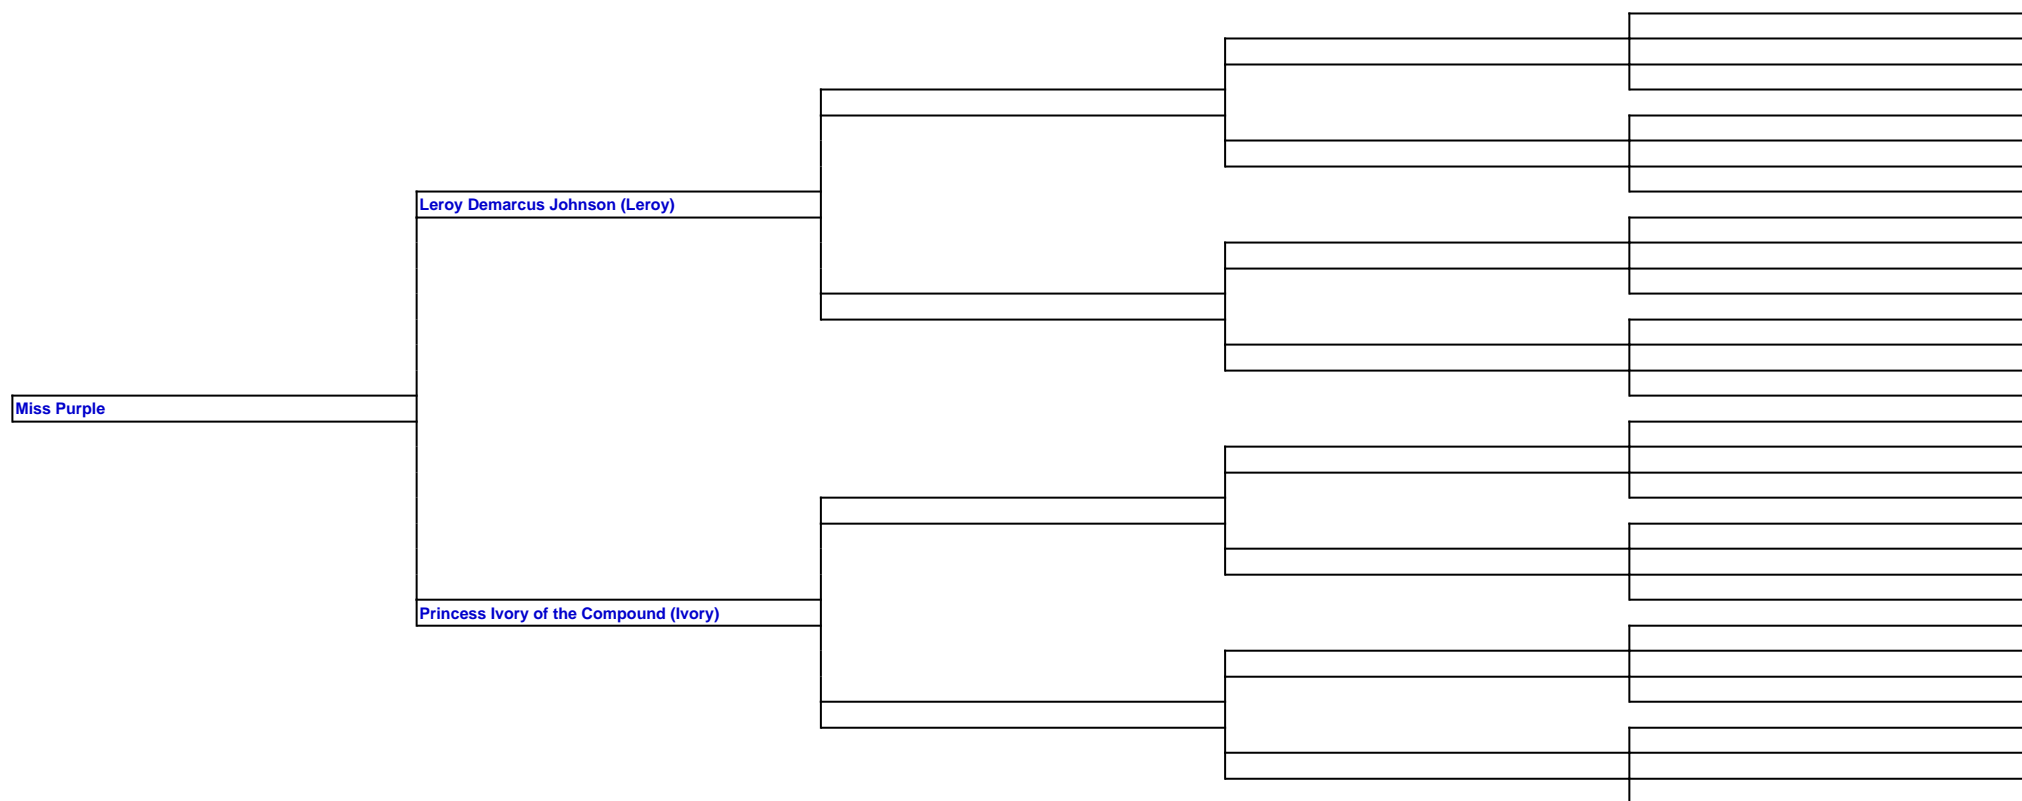 Leroy Demarcus Johnson (Leroy)
Miss Purple
Princess Ivory of the Compound (Ivory)